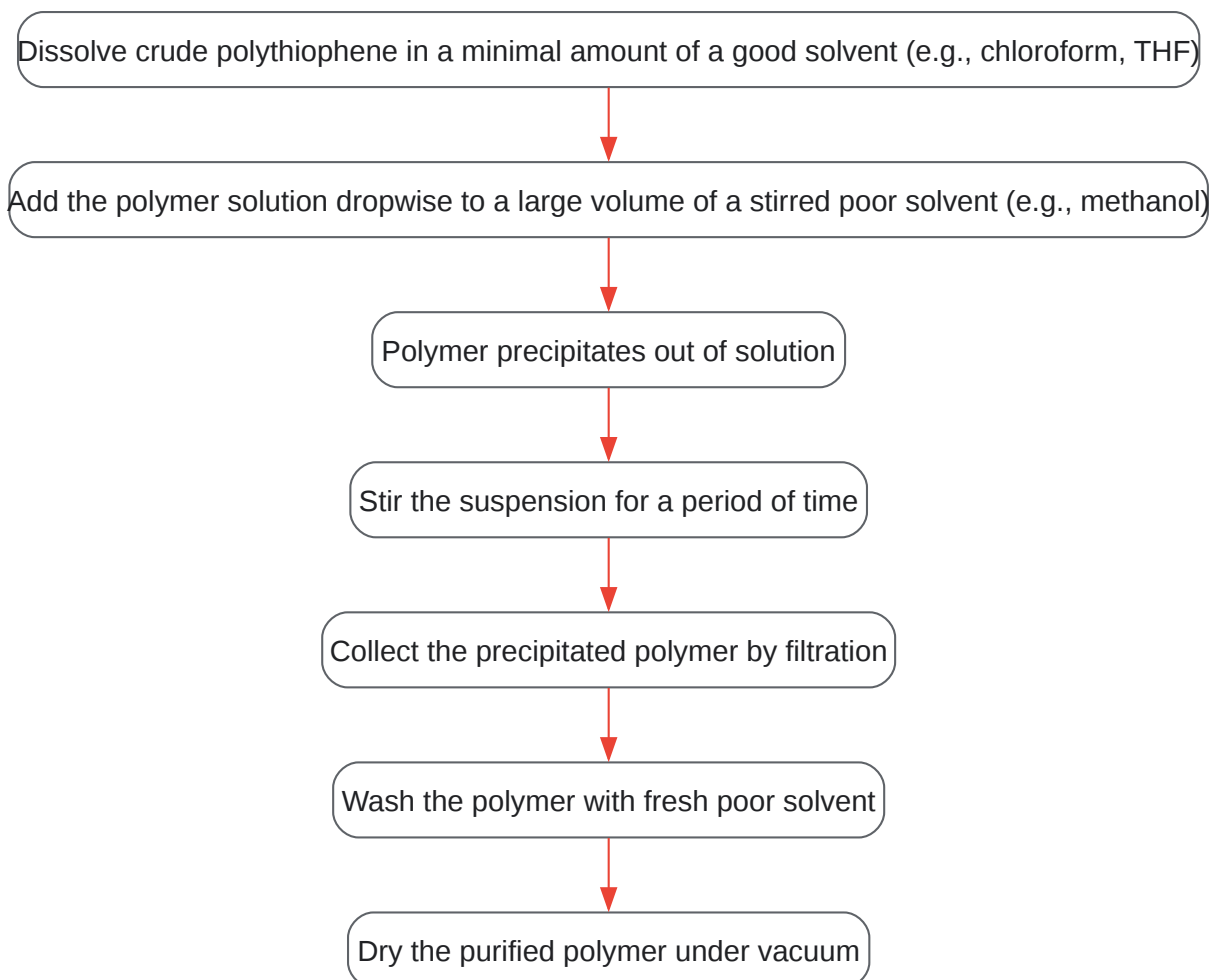 Dissolve crude polythiophene in a minimal amount of a good solvent (e.g., chloroform, THF)
Add the polymer solution dropwise to a large volume of a stirred poor solvent (e.g., methanol)
Polymer precipitates out of solution
Stir the suspension for a period of time
Collect the precipitated polymer by filtration
Wash the polymer with fresh poor solvent
Dry the purified polymer under vacuum